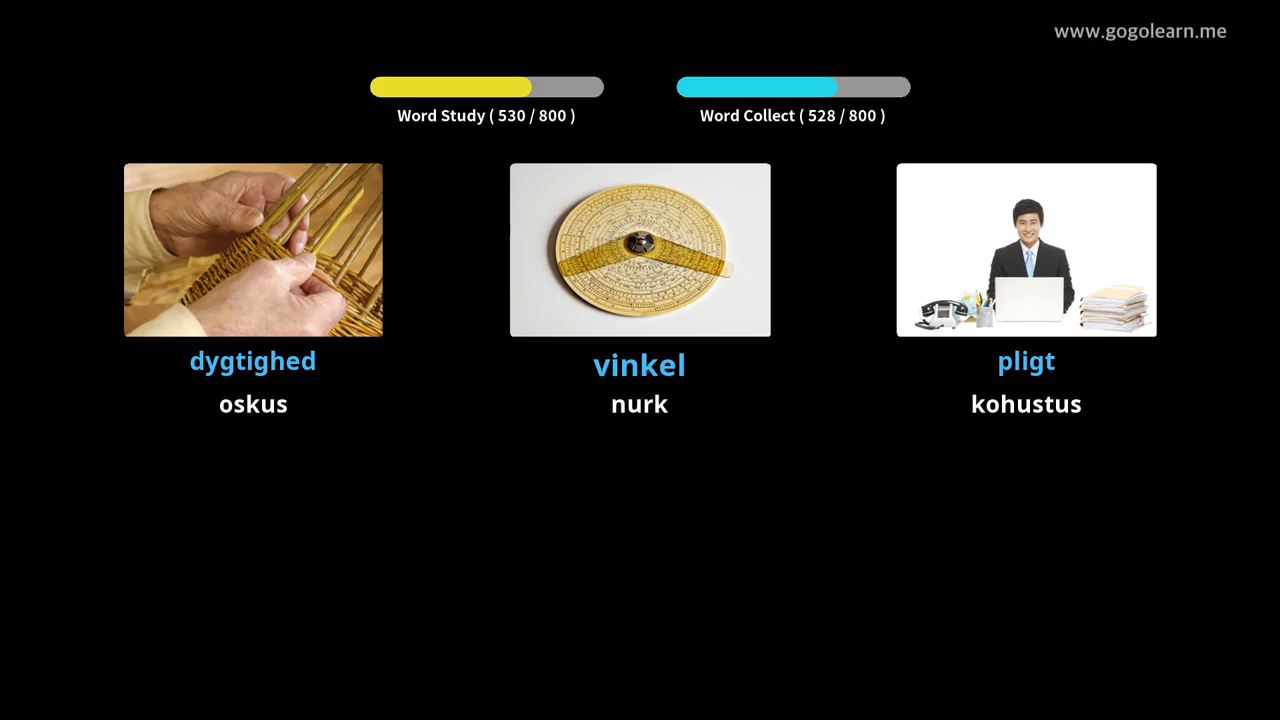 www.gogolearn.me
Word Study ( 530 / 800 )
Word Collect ( 528 / 800 )
dygtighed
vinkel
pligt
oskus
nurk
kohustus